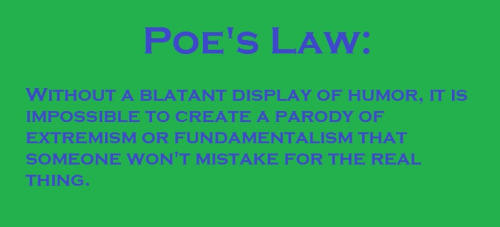 Poe's Law:
Without a blatant display of humor, it is
impossible to create a parody of
extremism or fundamentalism that
someone won't mistake for the real
thing.